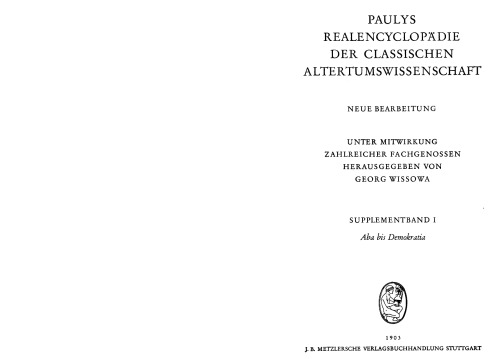 PAULYS
REALENCYCLOPÄDIE
DER CLASSISCHEN
ALTERTUMSWISSENSCHAFT
NEUE BEARBEITUNG
UNTER MITWIRKUNG
ZAHLREICHER FACHGENOSSEN
HERAUSGEGEBEN VON
GEORG WISSOWA
SUPPLEMENTBAND I
Aba bis Demokratia
1903
J. B. METZLERSCHE VERLAGSBUCHHANDLUNG STUTTGART